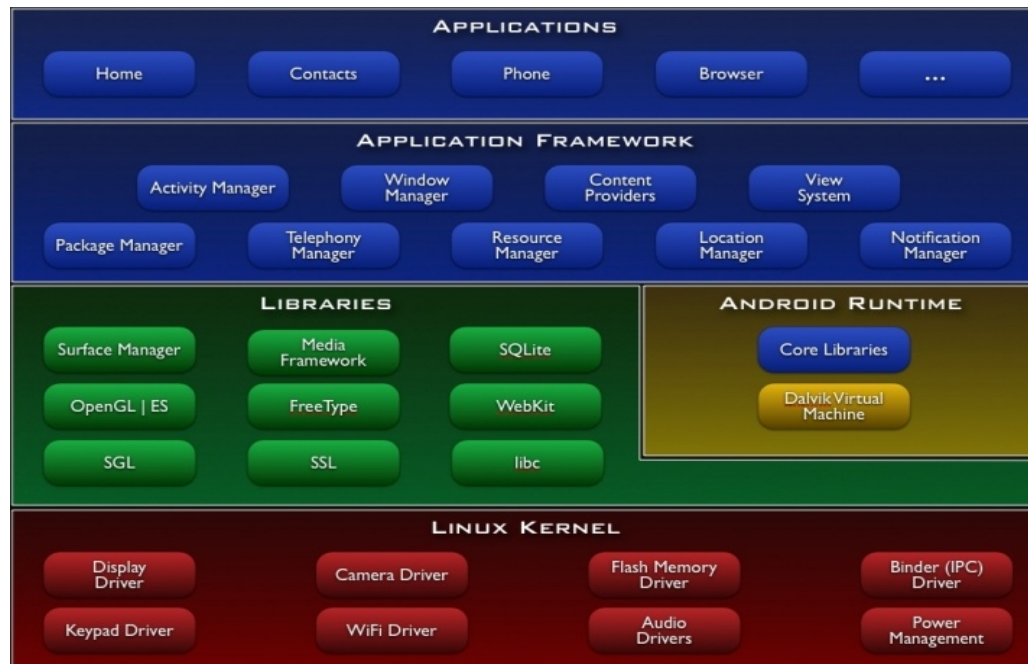 APPLICATIONS
Home
Contacts
Phone
Browser
...
APPLICATION FRAMEWORK
Activity Manager
Window
Manager
Content
Providers
View
System
Package Manager
Telephony
Manager
Resource
Manager
Location
Manager
Notification
Manager
LIBRARIES
Surface Manager
Media
Framework
SQLite
OpenGL | ES
FreeType
WebKit
SGL
SSL
libc
ANDROID RUNTIME
Core Libraries
Dalvik Virtual
Machine
LINUX KERNEL
Display
Driver
Camera Driver
Flash Memory
Driver
Binder (IPC)
Driver
Keypad Driver
WiFi Driver
Audio
Drivers
Power
Management